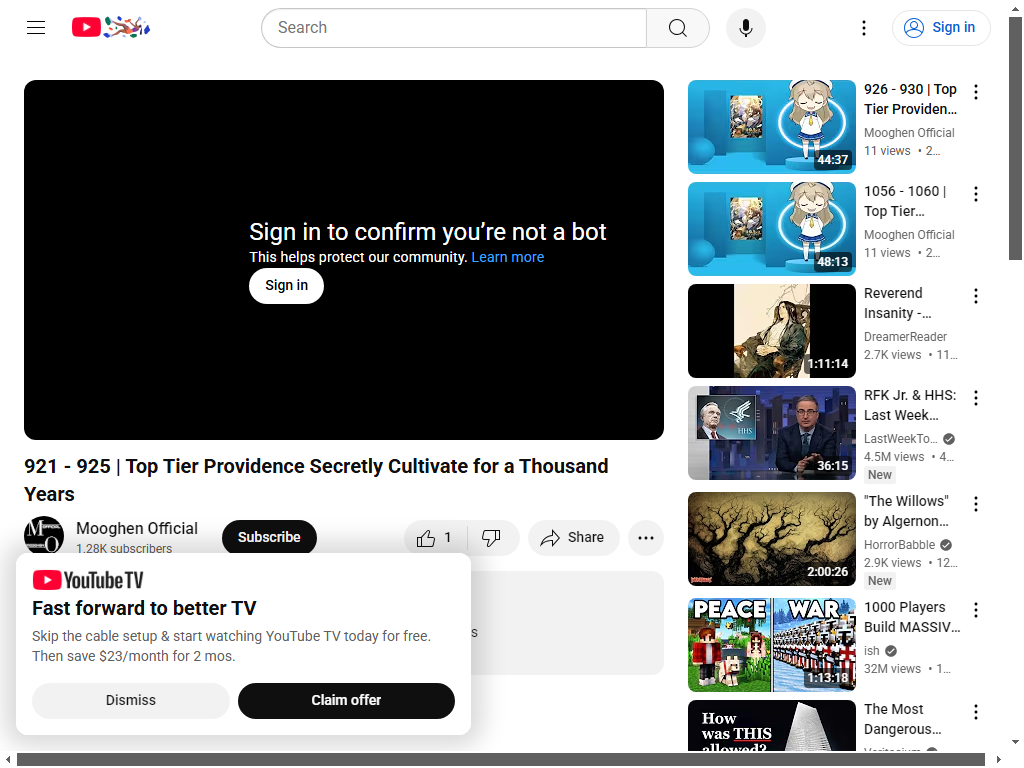 Search
Sign in
Sign in to confirm you’re not a bot
This helps protect our community. Learn more
Sign in
921 - 925 | Top Tier Providence Secretly Cultivate for a Thousand
Years
Mooghen Official
1.28K subscribers
Subscribe
1
Share
YouTube TV
Fast forward to better TV
Skip the cable setup & start watching YouTube TV today for free.
Then save $23/month for 2 mos.
Dismiss
Claim offer
s
44:37
926 - 930 | Top
Tier Providen...
Mooghen Official
11 views • 2...
48:13
1056 - 1060 |
Top Tier...
Mooghen Official
11 views • 2...
1:11:14
Reverend
Insanity -...
DreamerReader
2.7K views • 11...
HHS
36:15
RFK Jr. & HHS:
Last Week...
LastWeekTo...
4.5M views • 4...
New
2:00:26
"The Willows"
by Algernon...
HorrorBabble
2.9K views • 12...
New
PEACE WAR
1:13:18
1000 Players
Build MASSIV...
ish
32M views • 1...
How
was THIS
allowed?
The Most
Dangerous...
Veritasium